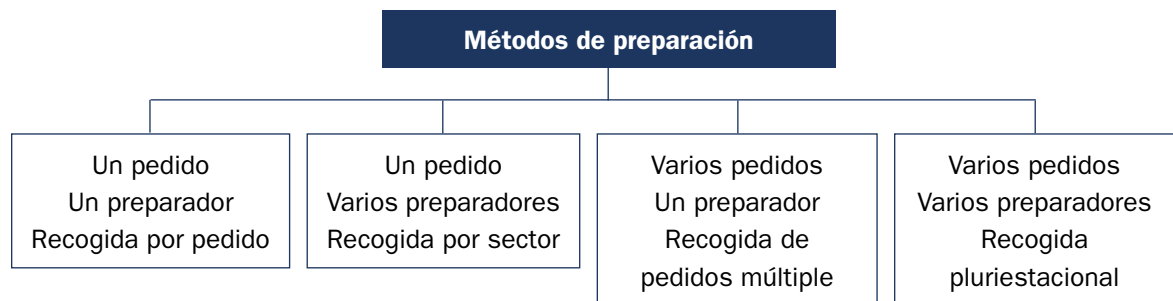 Métodos de preparación
Un pedido
Un preparador
Recogida por pedido
Un pedido
Varios preparadores
Recogida por sector
Varios pedidos
Un preparador
Recogida de
pedidos múltiple
Varios pedidos
Varios preparadores
Recogida
pluriestacional